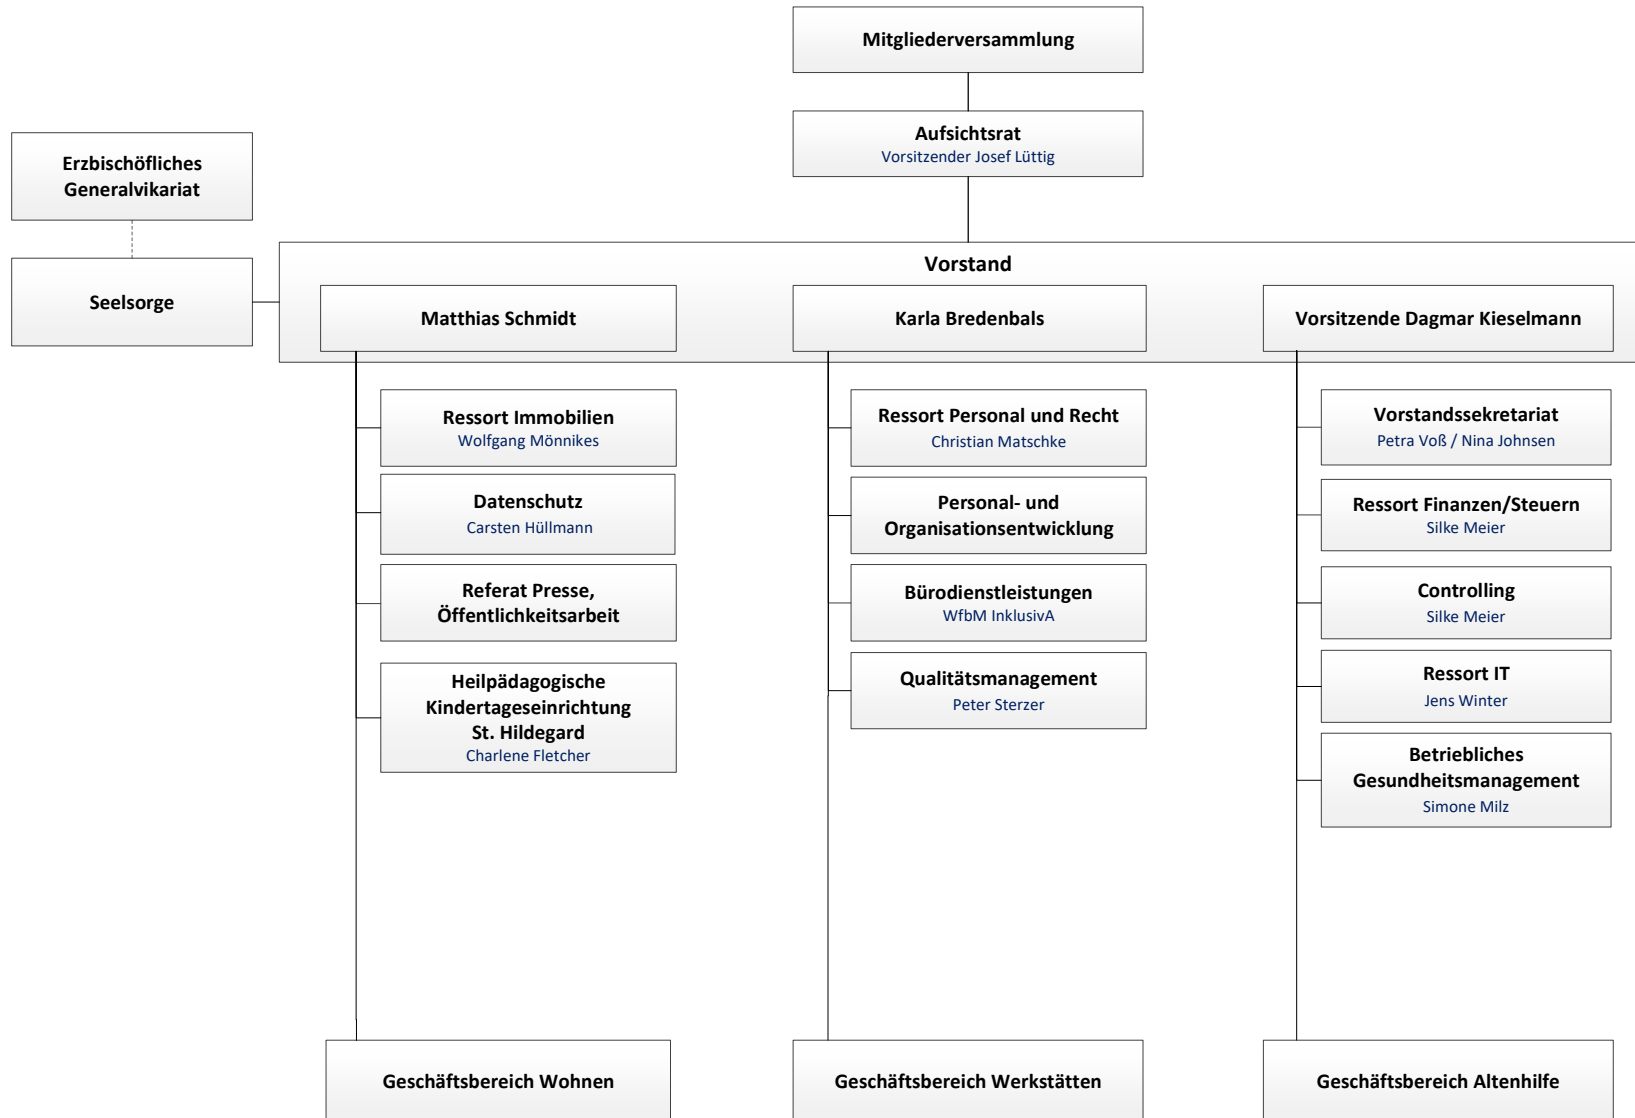 Mitgliederversammlung
Aufsichtsrat
Vorsitzender Josef Lüttig
Erzbischöfliches
Generalvikariat
Seelsorge
Vorstand
Matthias Schmidt
Karla Bredenbals
Vorsitzende Dagmar Kieselmann
Ressort Immobilien
Wolfgang Mönnikes
Datenschutz
Carsten Hüllmann
Referat Presse,
Öffentlichkeitsarbeit
Heilpädagogische
Kindertageseinrichtung
St. Hildegard
Charlene Fletcher
Ressort Personal und Recht
Christian Matschke
Personal- und
Organisationsentwicklung
Bürodienstleistungen
WfbM InklusivA
Qualitätsmanagement
Peter Sterzer
Vorstandssekretariat
Petra Voß / Nina Johnsen
Ressort Finanzen/Steuern
Silke Meier
Controlling
Silke Meier
Ressort IT
Jens Winter
Betriebliches
Gesundheitsmanagement
Simone Milz
Geschäftsbereich Wohnen
Geschäftsbereich Werkstätten
Geschäftsbereich Altenhilfe